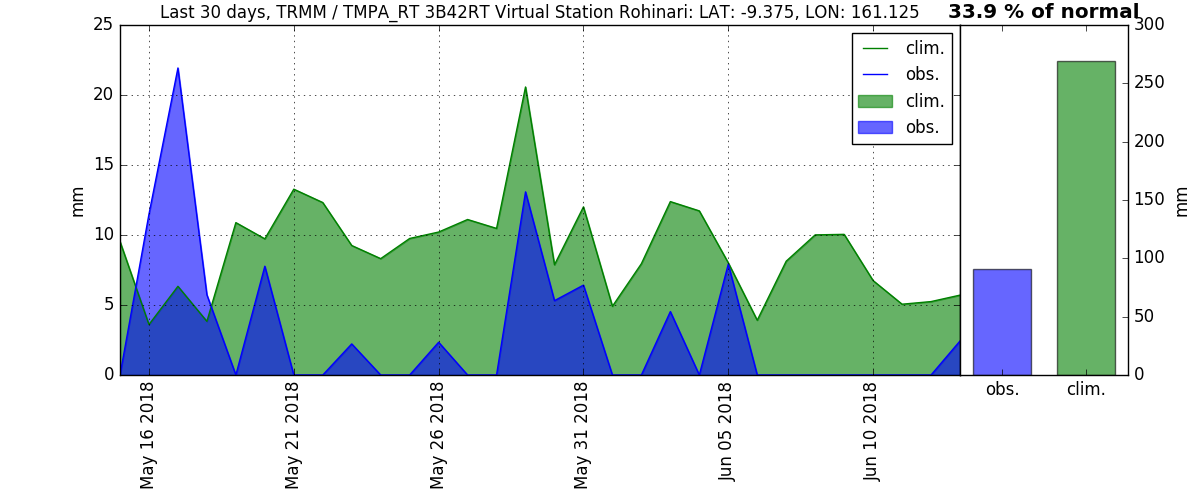 Last 30 days, TRMM / TMPA_RT 3B42RT Virtual Station Rohinari: LAT: -9.375, LON: 161.125
33.9 % of normal
25
20
15
10
5
0
mm
clim.
obs.
clim.
obs.
May 16 2018
May 21 2018
May 26 2018
May 31 2018
Jun 05 2018
Jun 10 2018
300
250
200
150
100
50
0
mm
obs.
clim.